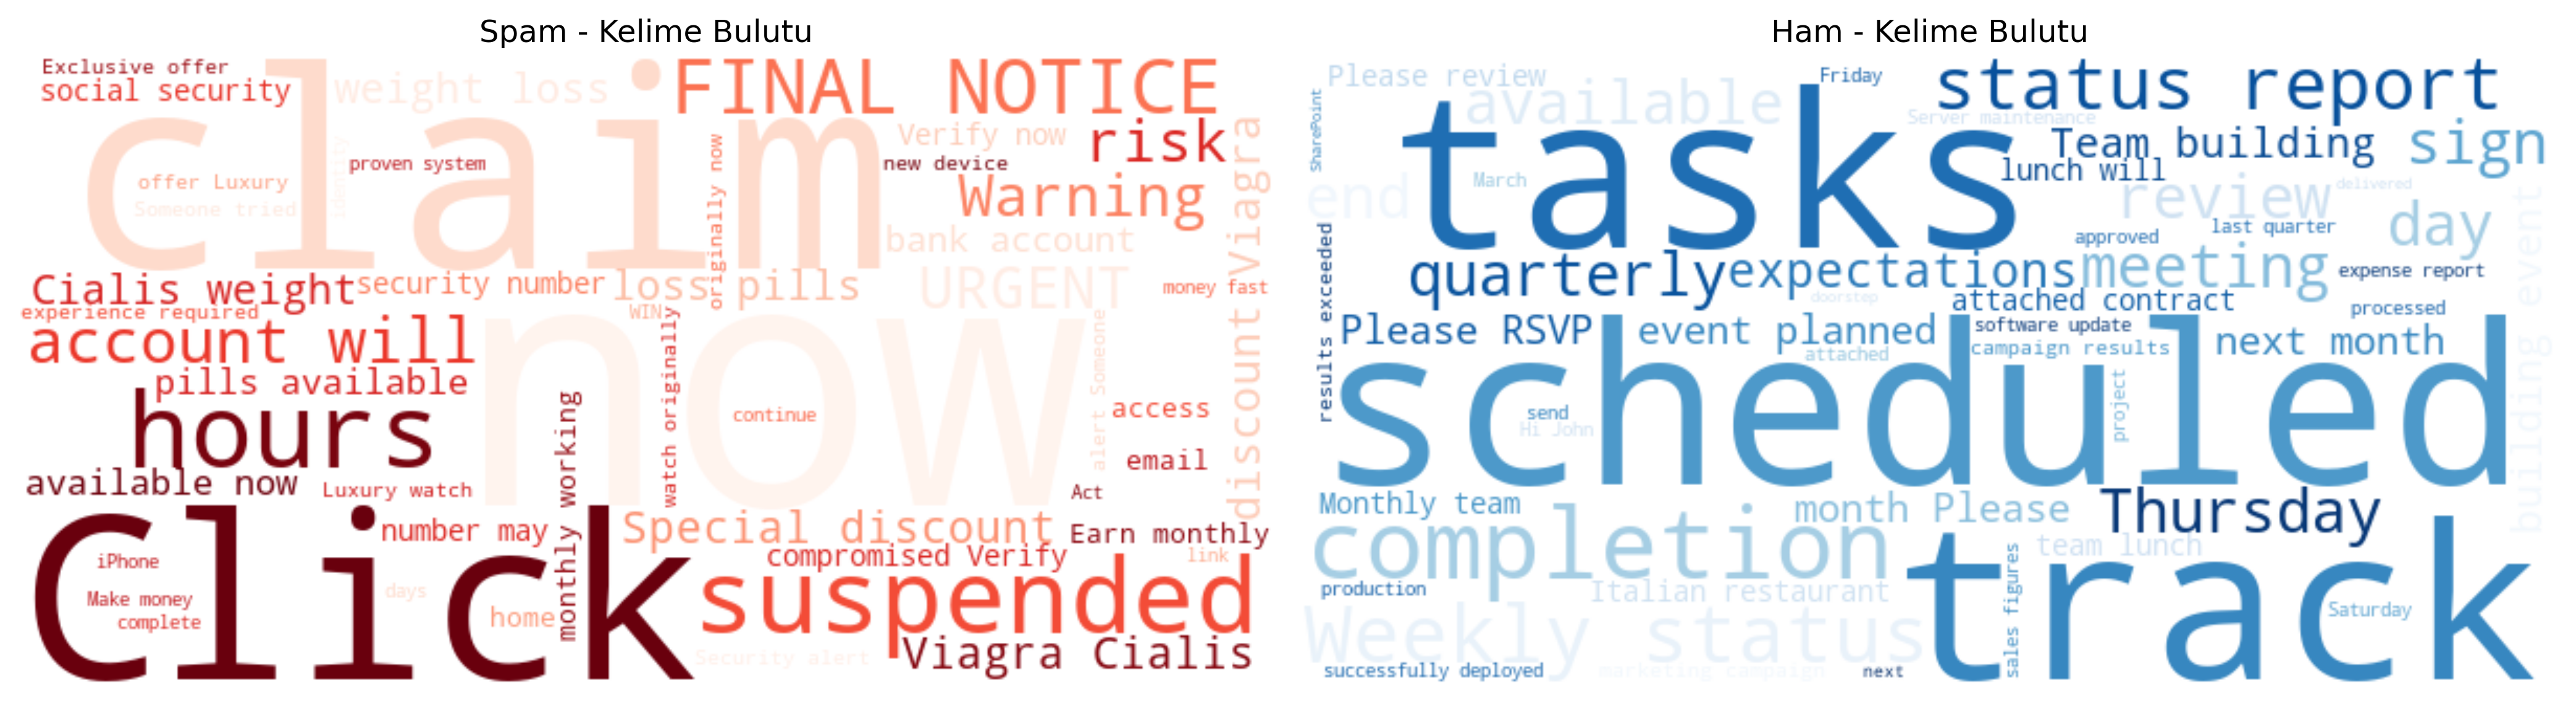 Spam - Kelime Bulutu
Exclusive offer
social security
weight loss
FINAL NOTICE
claim
Verify now
risk
identity
proven system
new device
offer Luxury
Someone tried
originally now
Warning
discount Viagra
bank account
Cialis weight
security number
loss pills
URGENT
money fast
experience required
WIN
account will
now
pills available
watch originally
alert Someone
hours
continue
access
monthly working
email
available now
Luxury watch
Act
Click
number may
Special discount
Earn monthly
compromised Verify
link
iPhone
days
suspended
Make money
complete
home
Security alert
Viagra Cialis
Ham - Kelime Bulutu
Please review
Friday
status report
SharePoint
available
Server maintenance
tasks
Team building
sign
lunch will
end
March
review
delivered
last quarter
day
approved
results exceeded
quarterly
expectations
meeting
expense report
building event
doorstep
attached contract
processed
Please RSVP
event planned
software update
next month
attached
campaign results
scheduled
send
Hi John
project
Monthly team
month Please
Thursday
completion
team lunch
track
production
Italian restaurant
sales figures
Saturday
Weekly status
successfully deployed
marketing campaign
next